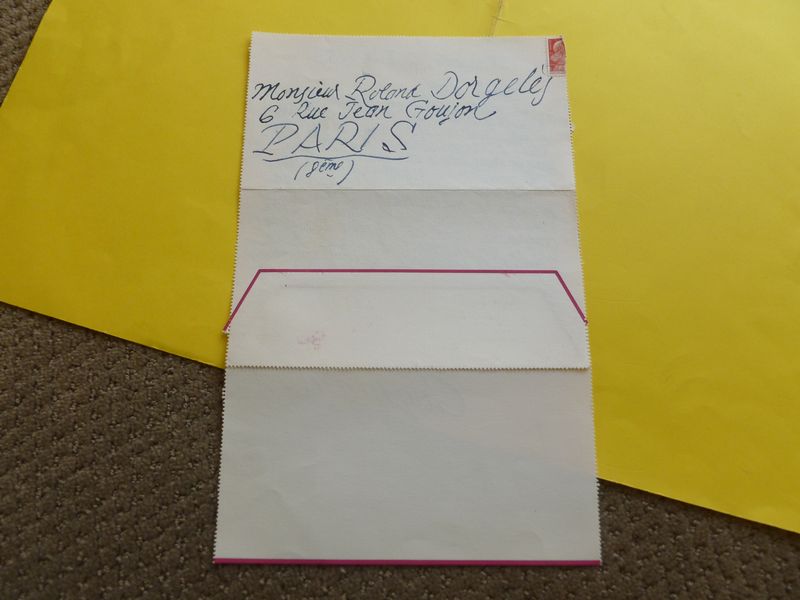 Monsieur Roland Dorgelès
6 Rue Jean Goujon
PARIS
(8ème)